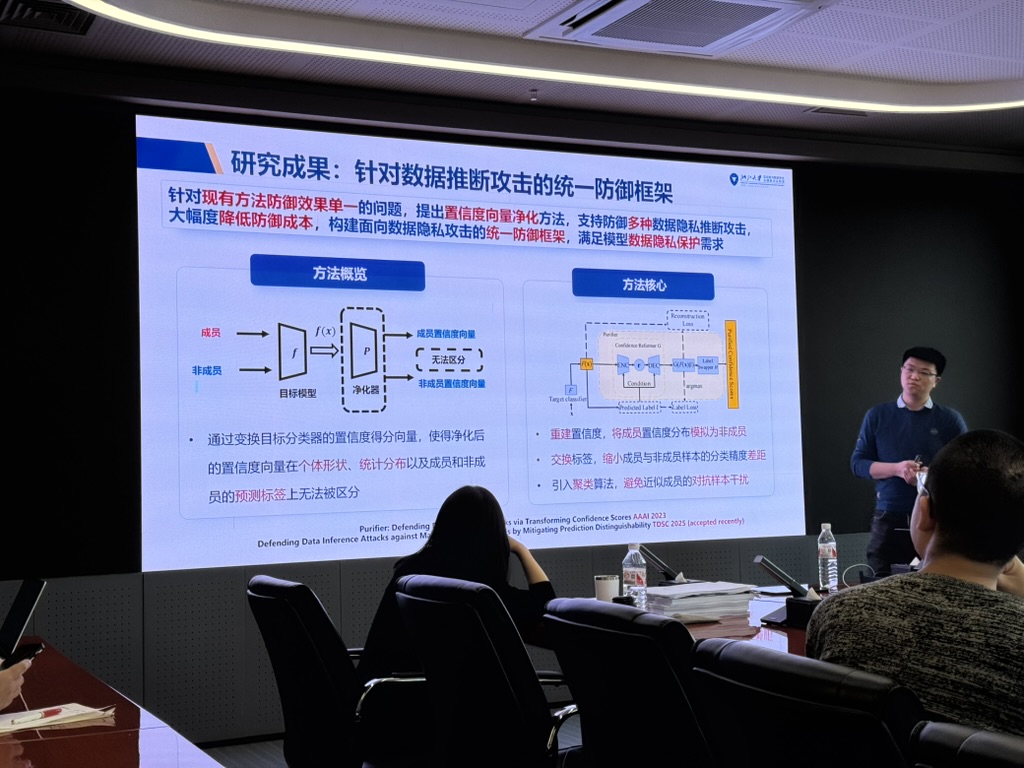 研究成果：针对数据推断攻击的统一防御框架
浙江大学
针对现有方法防御效果单一的问题，提出置信度向量净化方法，支持防御多种数据隐私推断攻击，
大幅度降低防御成本，构建面向数据隐私攻击的统一防御框架，满足模型数据隐私保护需求
方法概览
成员
非成员
f
目标模型
f(x)
P
净化器
成员置信度向量
无法区分
非成员置信度向量
• 通过变换目标分类器的置信度得分向量，使得净化后
的置信度向量在个体形状、统计分布以及成员和非成
员的预测标签上无法被区分
方法核心
Reconstruction
Loss
Purifier
Confidence Reformer G
F(x)
ENC
r
DEC
Label
Swapper H
Condition
argmax
F
Target classifier
Predicted Label
Label Loss
Purified Confidence Scores
• 重建置信度，将成员置信度分布模拟为非成员
• 交换标签，缩小成员与非成员样本的分类精度差距
• 引入聚类算法，避免近似成员的对抗样本干扰
Purifier: Defending
ks via Transforming Confidence Scores AAAI 2023
Defending Data Inference Attacks against Ma
s by Mitigating Prediction Distinguishability TDSC 2025 (accepted recently)